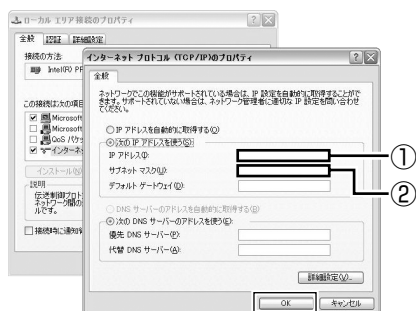 ローカル エリア接続のプロパティ
全般 認証 詳細設定
接続の方法:
Intel(R) PF
この接続は次の項目
Microsoft
Microsoft
QoS パケッ
インターネッ
インストール(N)
説明
伝送制御プロト
ネットワーク間の
ルです。
接続時に通知
インターネット プロトコル (TCP/IP)のプロパティ
全般
ネットワークでこの機能がサポートされている場合は、IP 設定を自動的に取得することがで
きます。サポートされていない場合は、ネットワーク管理者に適切な IP 設定を問い合わせ
てください。
IP アドレスを自動的に取得する(O)
次の IP アドレスを使う(S):
IP アドレス(I):
①
サブネット マスク(U):
②
デフォルト ゲートウェイ(D):
DNS サーバーのアドレスを自動的に取得する(B)
次の DNS サーバーのアドレスを使う(E):
優先 DNS サーバー(P):
代替 DNS サーバー(A):
詳細設定(V)...
OK
キャンセル